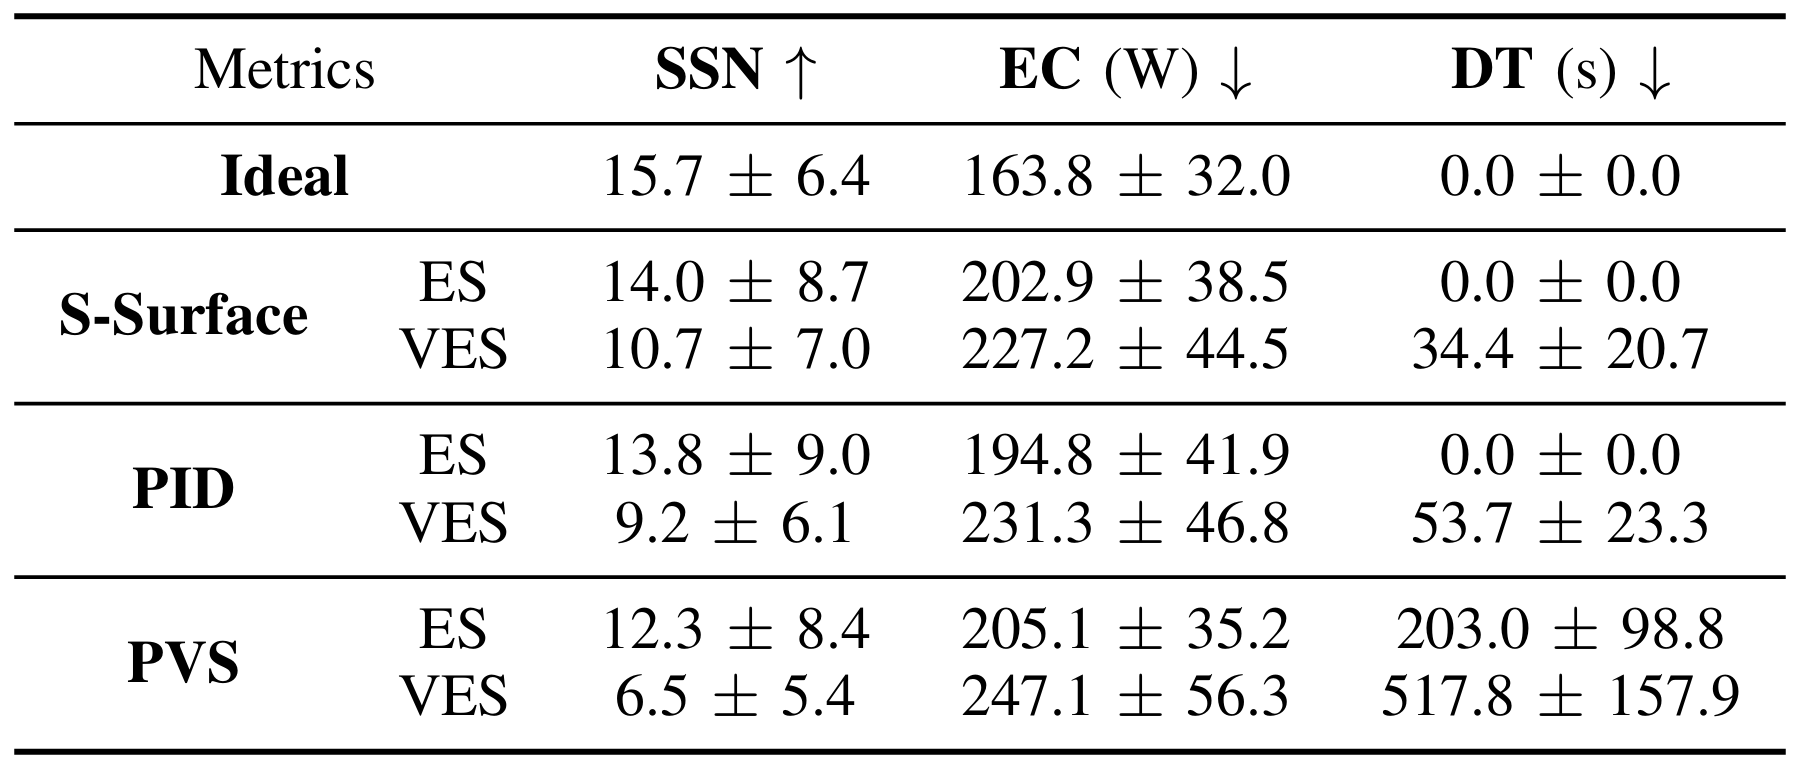 Metrics SSN ↑ EC (W) ↓ DT (s) ↓
Ideal 15.7 ± 6.4 163.8 ± 32.0 0.0 ± 0.0
S-Surface ES 14.0 ± 8.7 202.9 ± 38.5 0.0 ± 0.0
VES 10.7 ± 7.0 227.2 ± 44.5 34.4 ± 20.7
PID ES 13.8 ± 9.0 194.8 ± 41.9 0.0 ± 0.0
VES 9.2 ± 6.1 231.3 ± 46.8 53.7 ± 23.3
PVS ES 12.3 ± 8.4 205.1 ± 35.2 203.0 ± 98.8
VES 6.5 ± 5.4 247.1 ± 56.3 517.8 ± 157.9